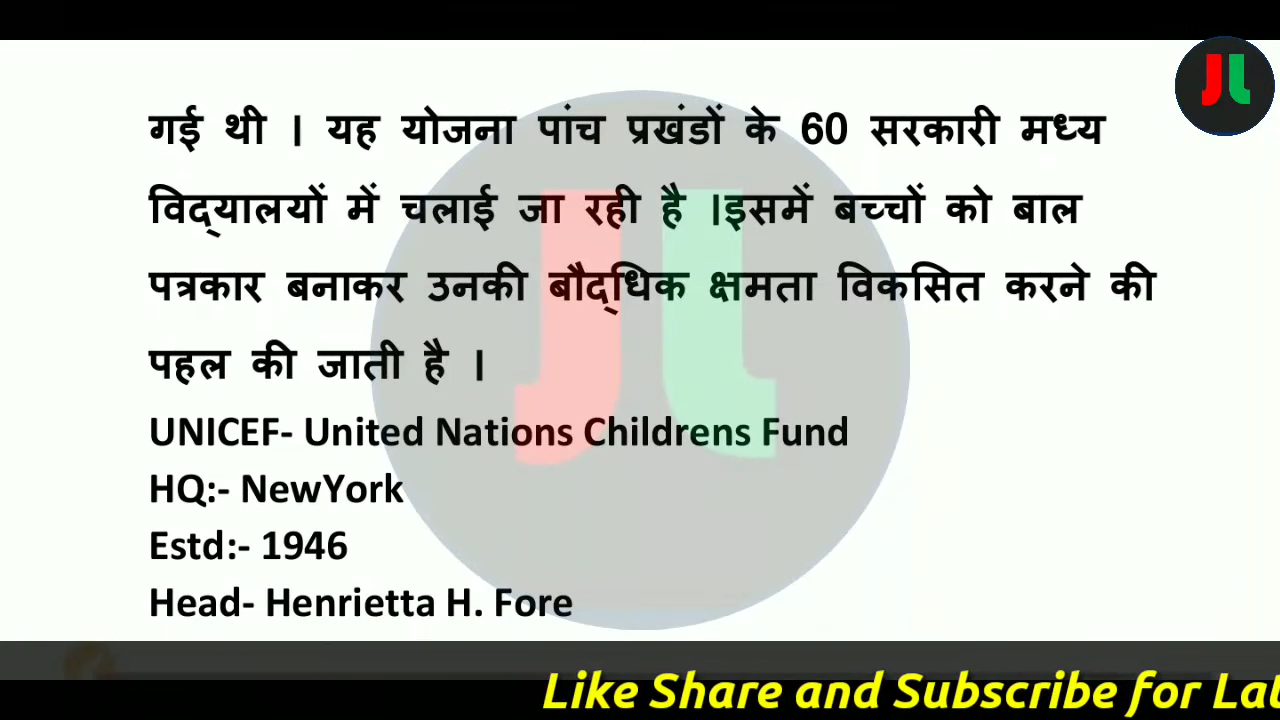 गई थी । यह योजना पांच प्रखंडों के 60 सरकारी मध्य
विद्यालयों में चलाई जा रही है ।इसमें बच्चों को बाल
पत्रकार बनाकर उनकी बौद्धिक क्षमता विकसित करने की
पहल की जाती है ।
UNICEF- United Nations Childrens Fund
HQ:- NewYork
Estd:- 1946
Head- Henrietta H. Fore
Like Share and Subscribe for